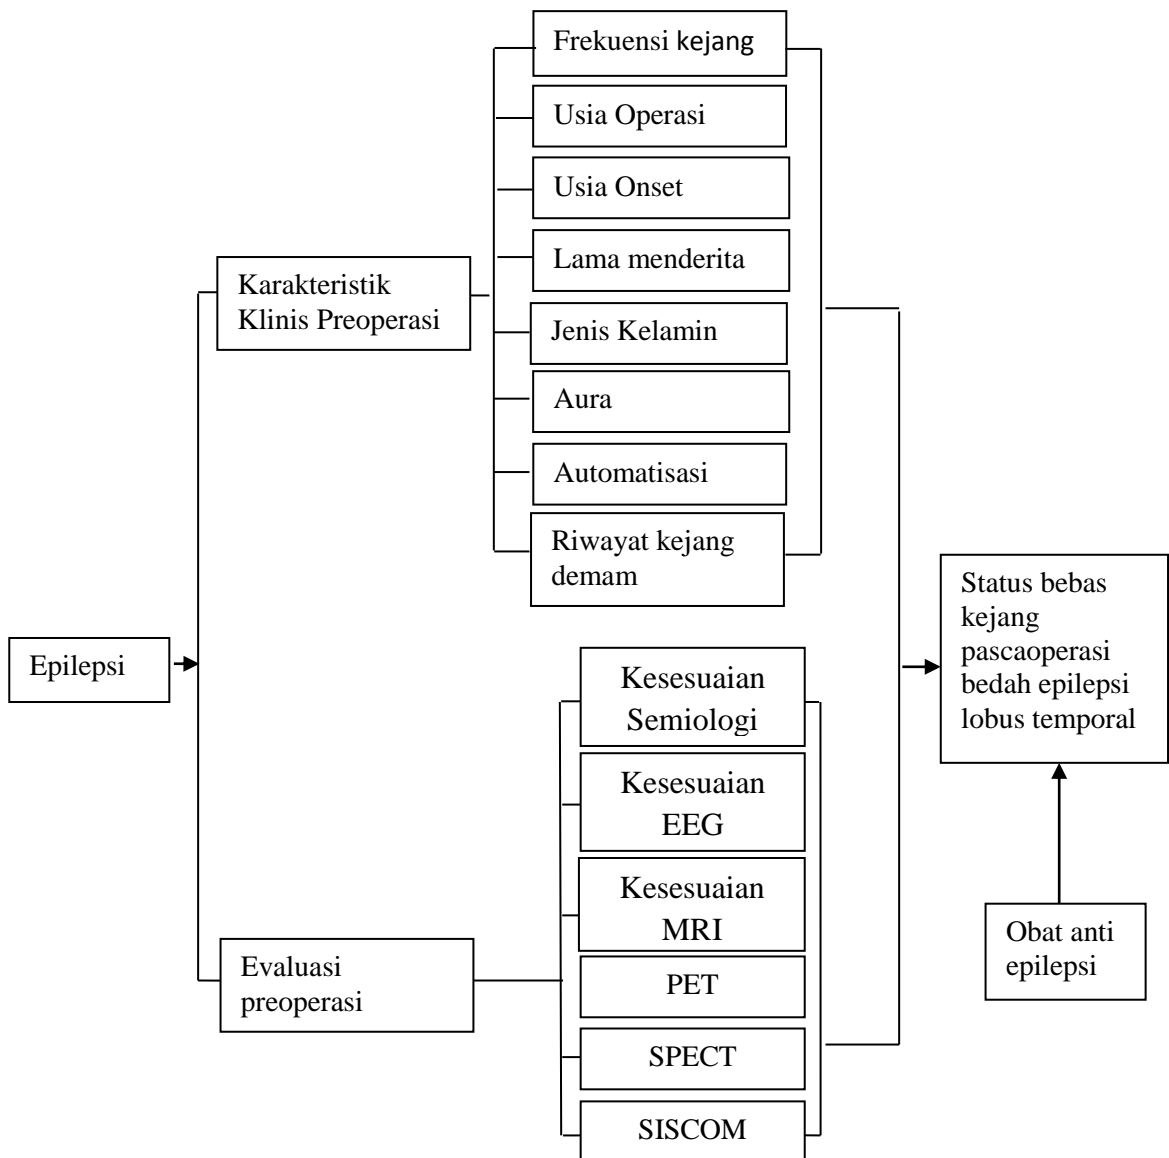 Frekuensi kejang
Usia Operasi
Usia Onset
Lama menderita
Karakteristik
Klinis Preoperasi
Jenis Kelamin
Aura
Automatisasi
Riwayat kejang
demam
Epilepsi
Status bebas
kejang
pascaoperasi
bedah epilepsi
lobus temporal
Kesesuaian
Semiologi
Kesesuaian
EEG
Kesesuaian
MRI
Obat anti
epilepsi
Evaluasi
preoperasi
PET
SPECT
SISCOM